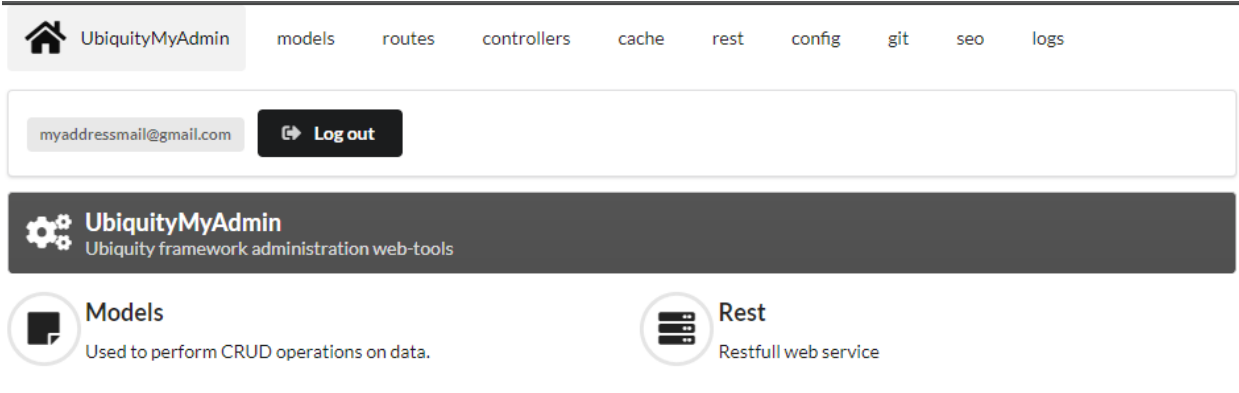 UbiquityMyAdmin models routes controllers cache rest config git seo logs
myaddressmail@gmail.com Log out
UbiquityMyAdmin
Ubiquity framework administration web-tools
Models
Used to perform CRUD operations on data.
Rest
Restfull web service